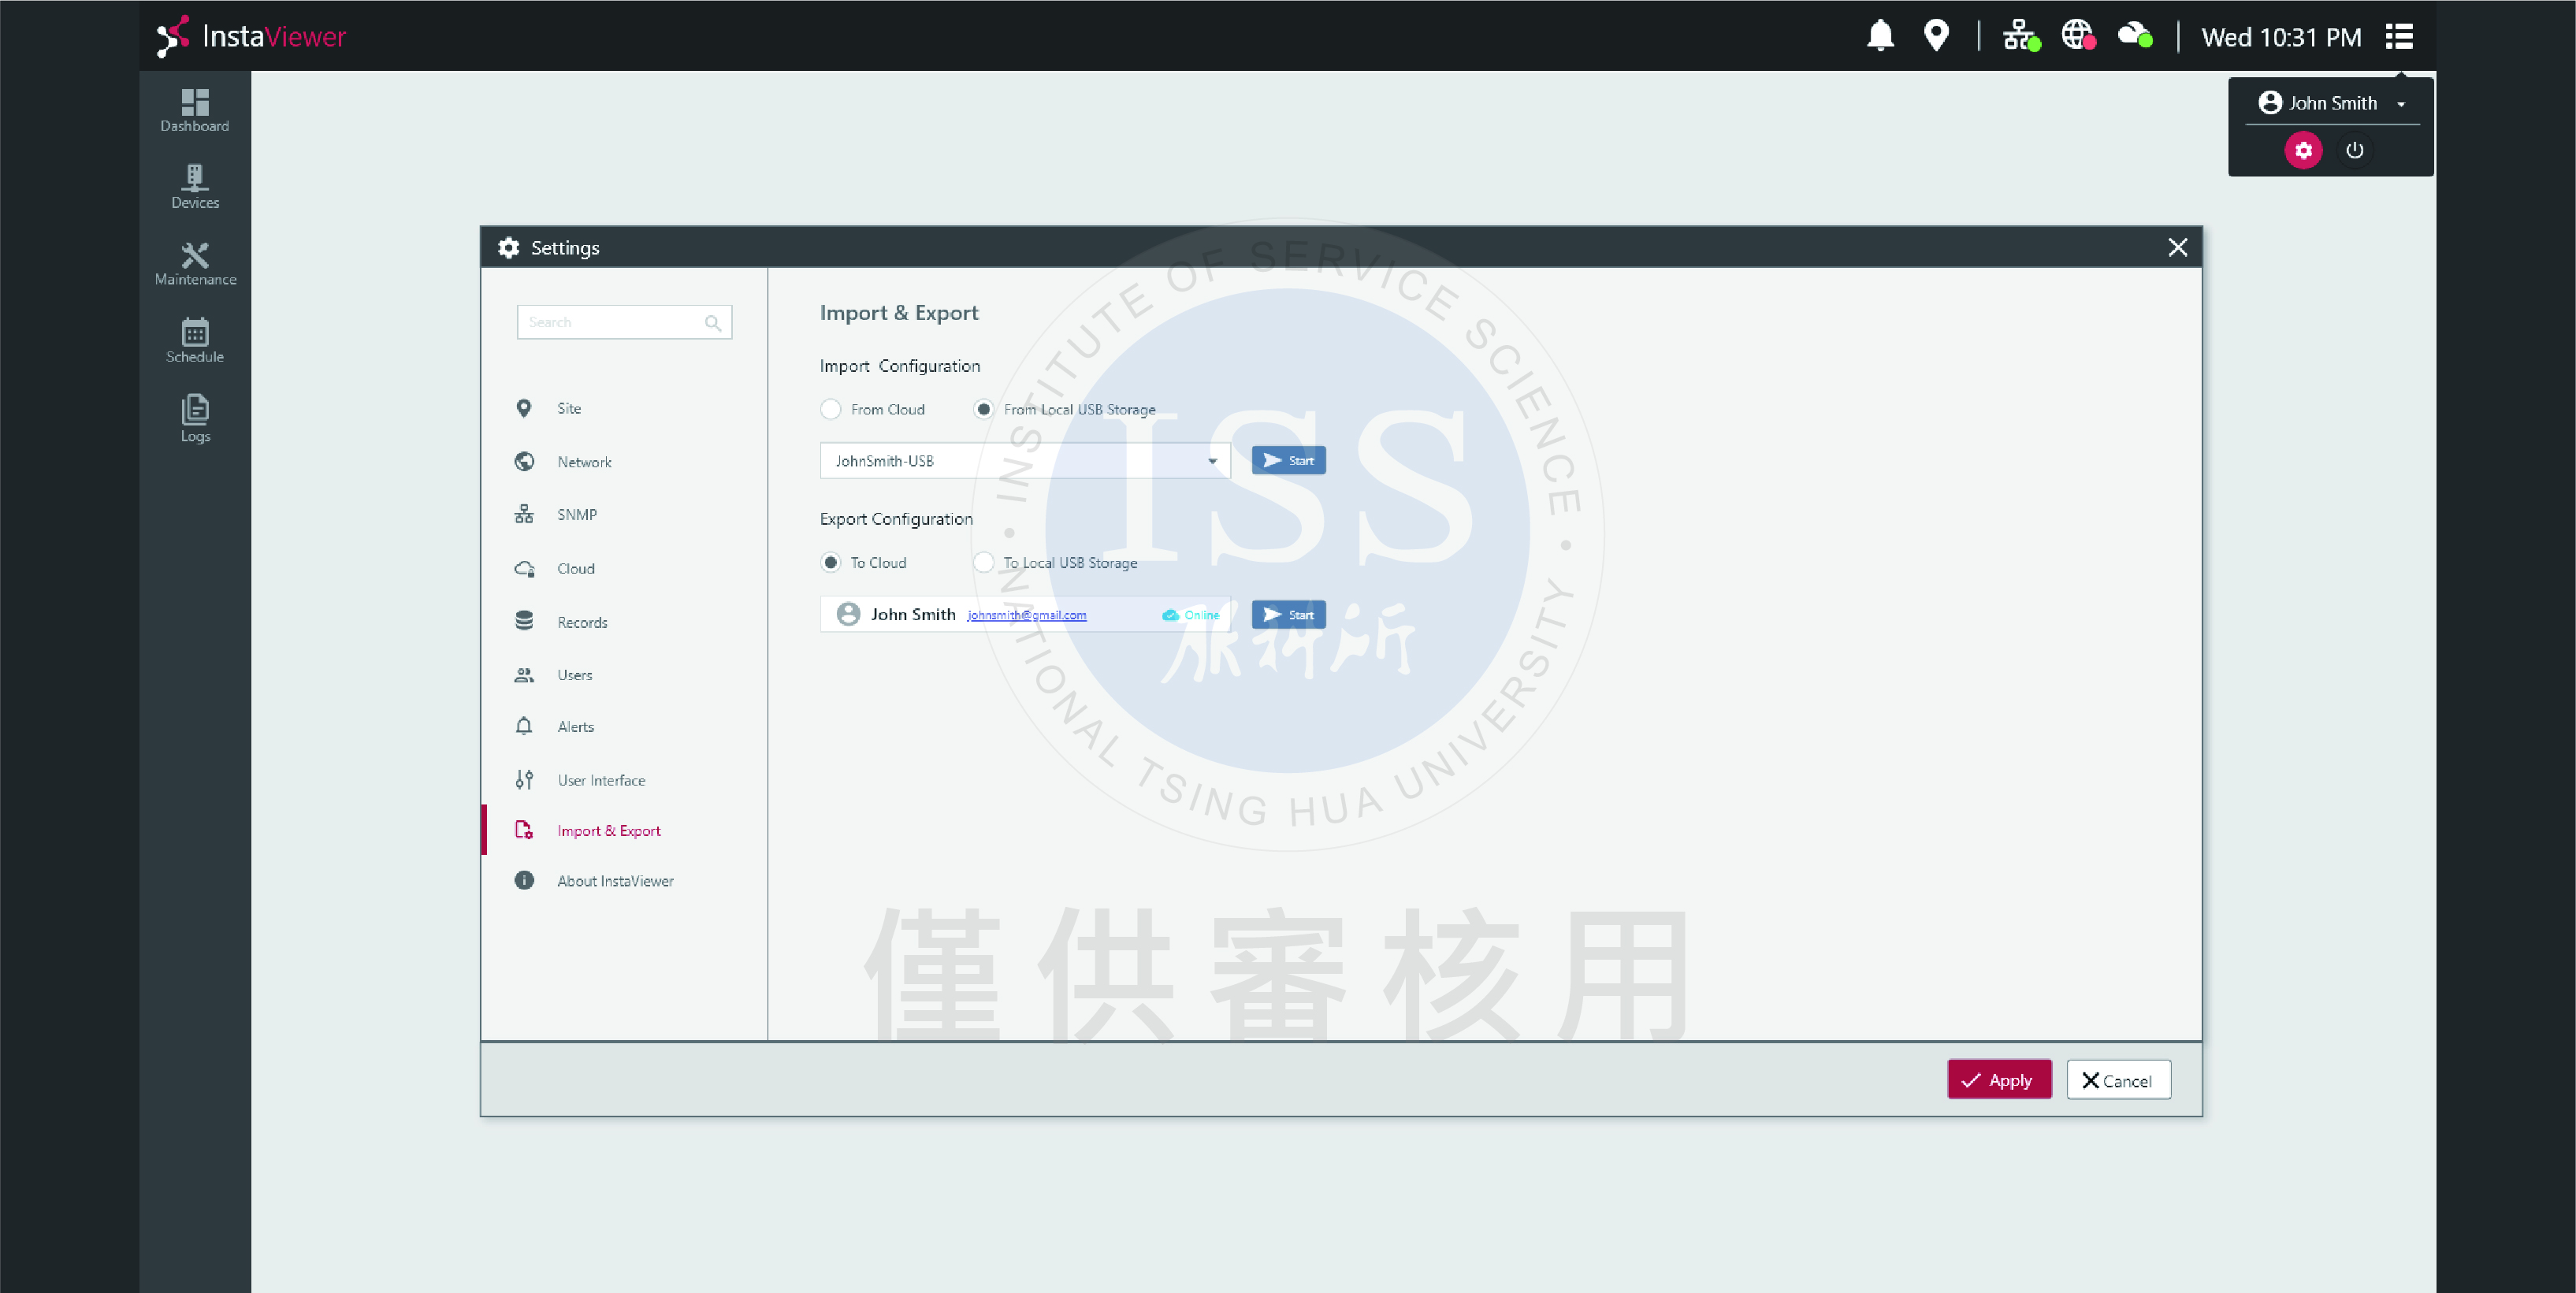 InstaViewer
Wed 10:31 PM
John Smith
Dashboard
Devices
Maintenance
Schedule
Logs
Settings
Search
Site
Network
SNMP
Cloud
Records
Users
Alerts
User Interface
Import & Export
About InstaViewer
Import & Export
Import Configuration
From Cloud From Local USB Storage
JohnSmith-USB Start
Export Configuration
To Cloud To Local USB Storage
John Smith johnsmith@gmail.com Online Start
Apply Cancel
INSTITUTE OF SERVICE SCIENCE
ISS
服科所
NATIONAL TSING HUA UNIVERSITY
僅供審核用